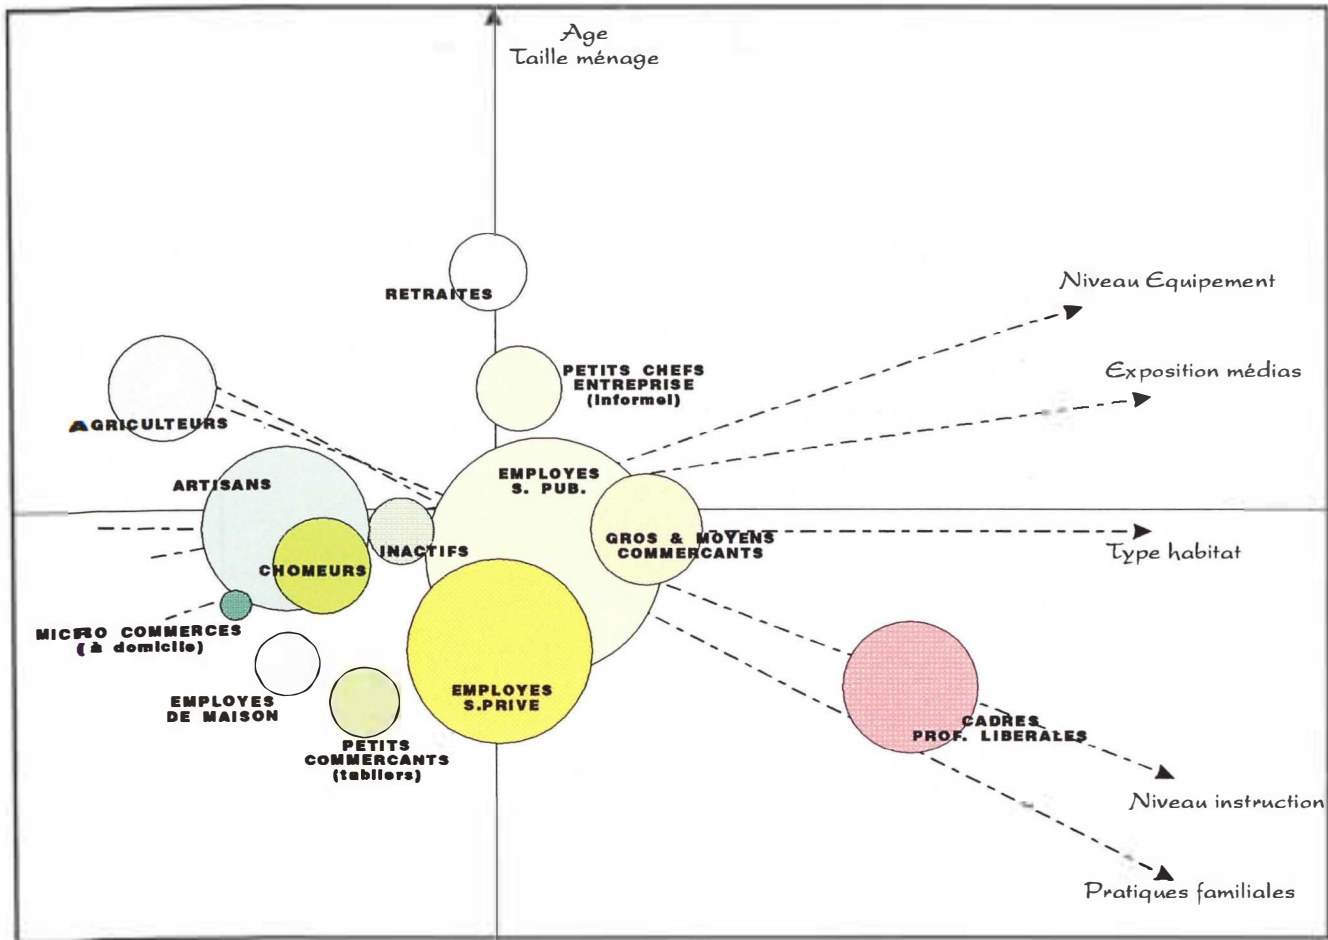 Age
Taille ménage
Niveau Equipement
RETRAITES
Exposition médias
PETITS CHEFS
ENTREPRISE
(informel)
AGRICULTEURS
EMPLOYES
S. PUB.
ARTISANS
GROS & MOYENS
COMMERCANTS
INACTIFS
Type habitat
CHOMEURS
MICRO COMMERCES
(à domicile)
EMPLOYES
S.PRIVE
EMPLOYES
DE MAISON
CADRES
PROF. LIBERALES
PETITS
COMMERCANTS
(tabliers)
Niveau instruction
Pratiques familiales